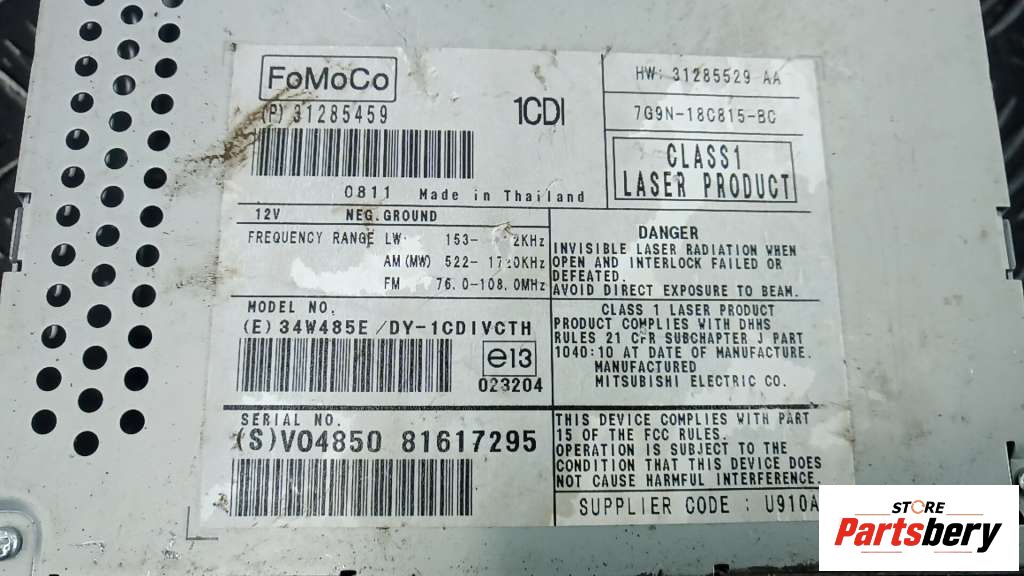 FoMoCo
(P) 31285459
1CDI
HW: 31285529 AA
7G9N-18C815-BC
CLASS1
LASER PRODUCT
0811 Made in Thailand
12V NEG.GROUND
FREQUENCY RANGE LW: 153- 2KHz
AM(MW) 522- 1710KHz
FM 76.0-108.0MHz
DANGER
INVISIBLE LASER RADIATION WHEN
OPEN AND INTERLOCK FAILED OR
DEFEATED.
AVOID DIRECT EXPOSURE TO BEAM.
MODEL NO.
(E) 34W485E/DY-1CDIVCTH
e13
023204
CLASS 1 LASER PRODUCT
PRODUCT COMPLIES WITH DHHS
RULES 21 CFR SUBCHAPTER J PART
1040:10 AT DATE OF MANUFACTURE.
MANUFACTURED
MITSUBISHI ELECTRIC CO.
SERIAL NO.
(S)V04850 81617295
THIS DEVICE COMPLIES WITH PART
15 OF THE FCC RULES.
OPERATION IS SUBJECT TO THE
CONDITION THAT THIS DEVICE DOES
NOT CAUSE HARMFUL INTERFERENCE.
SUPPLIER CODE : U910A
STORE
Partsbery